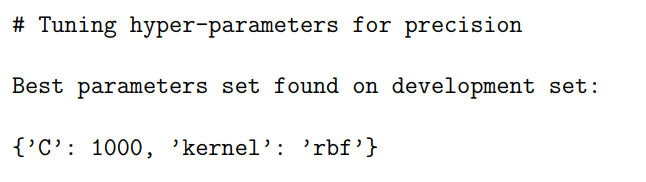 # Tuning hyper-parameters for precision
Best parameters set found on development set:
{’C’: 1000, ’kernel’: ’rbf’}